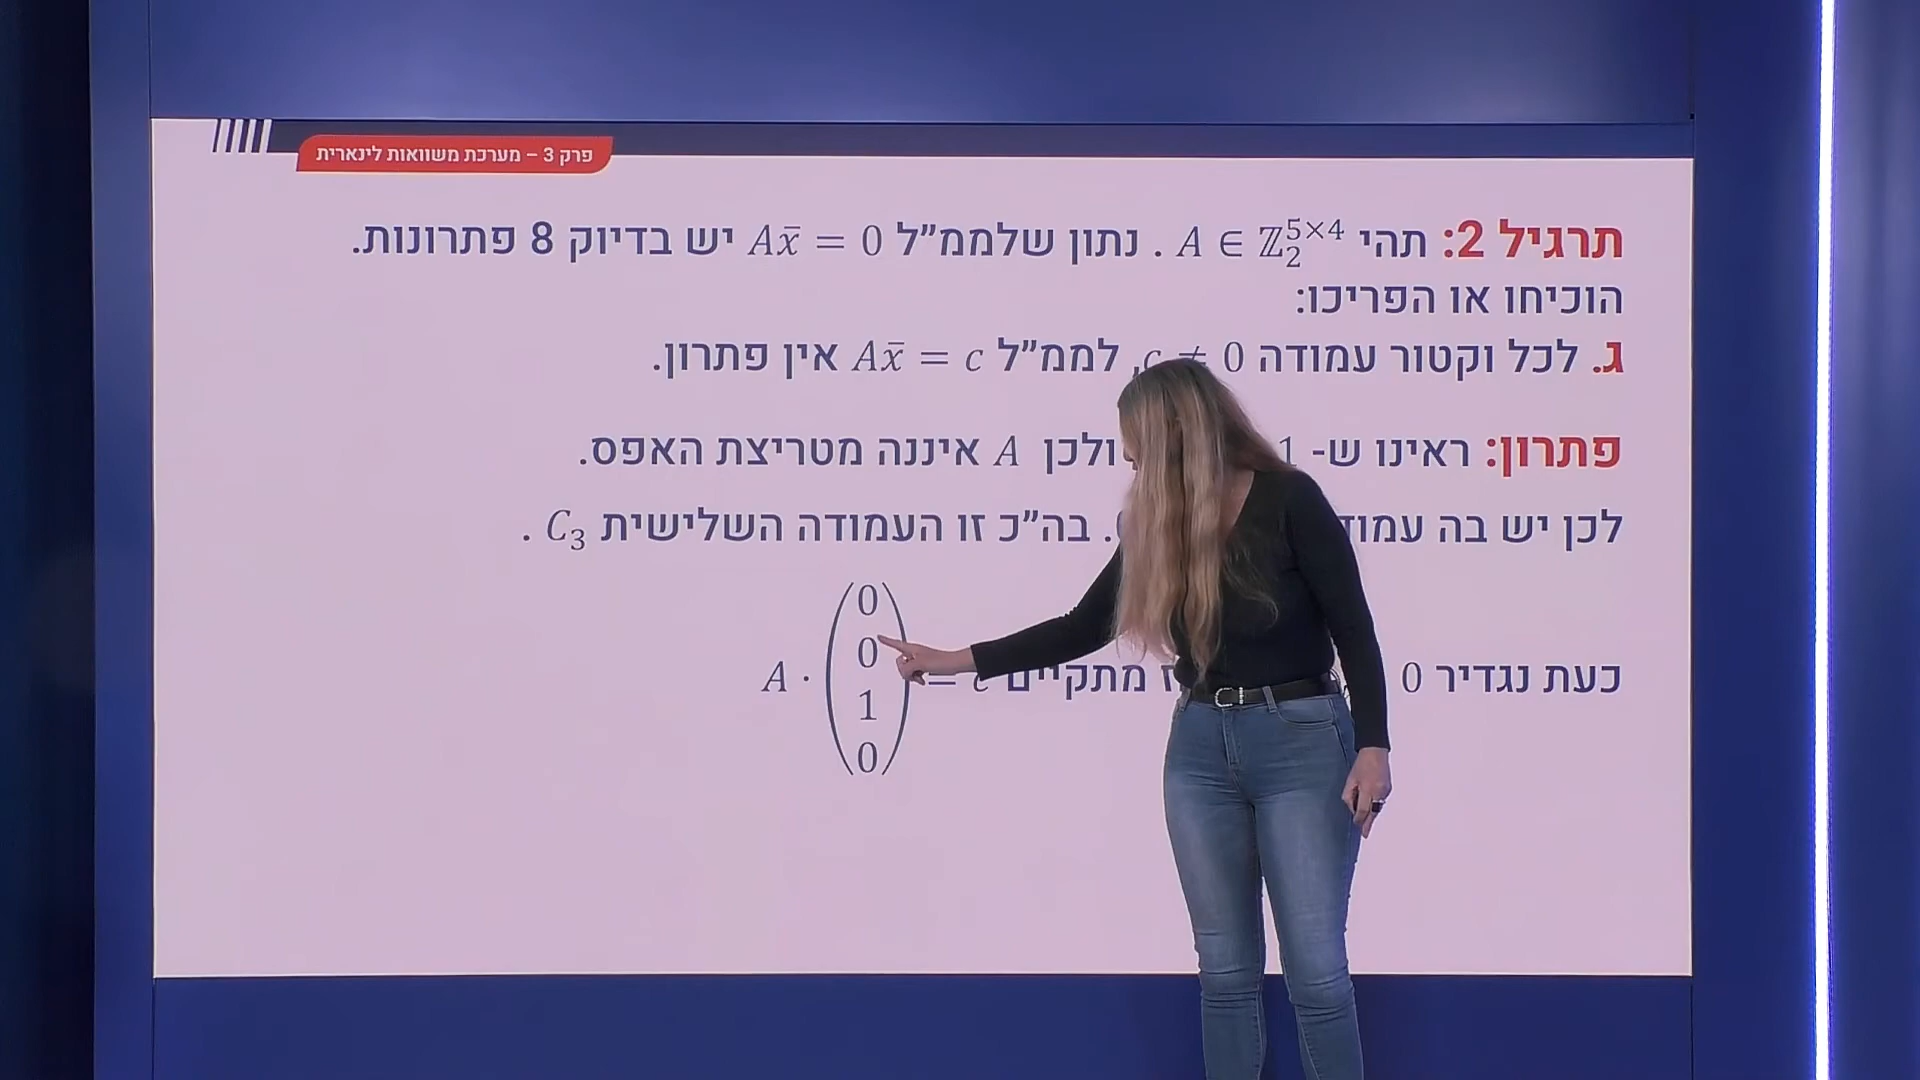 פרק 3 – מערכת משוואות לינארית
תרגיל 2: תהי A ∈ ℤ₂^{5×4} . נתון שלממ"ל Ax̄ = 0 יש בדיוק 8 פתרונות.
הוכיחו או הפריכו:
ג. לכל וקטור עמודה c ≠ 0, לממ"ל Ax̄ = c אין פתרון.
פתרון: ראינו ש- 1 ולכן A איננה מטריצת האפס.
לכן יש בה בה"כ זו העמודה השלישית C₃ .
כעת נגדיר 0 מתקיים A · (0 0 1 0) = c